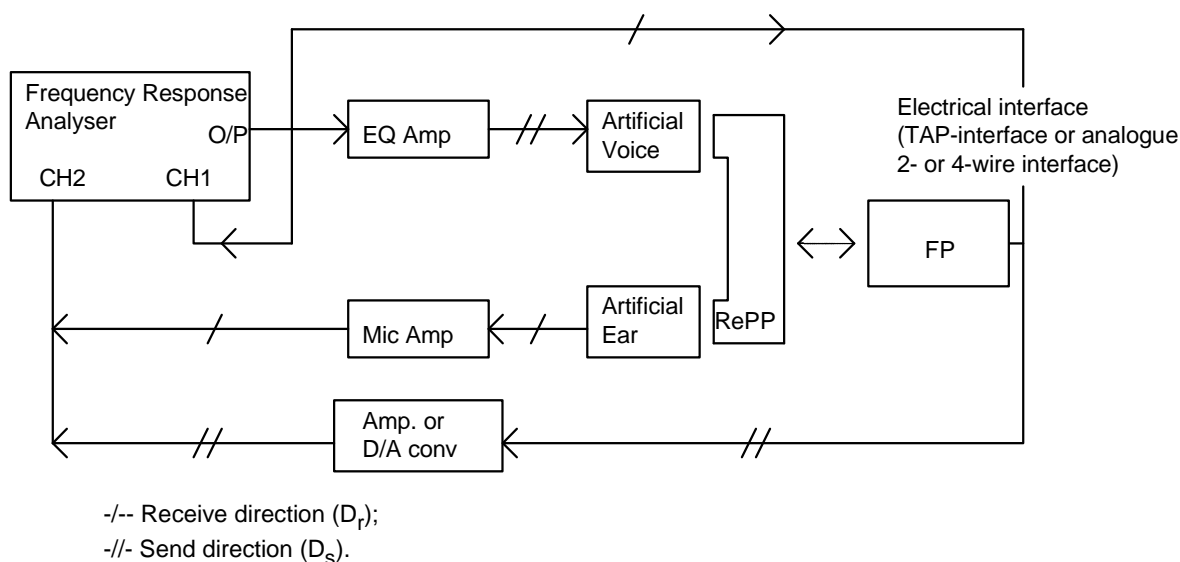 Frequency Response
Analyser
O/P
CH2
CH1
EQ Amp
Artificial
Voice
Electrical interface
(TAP-interface or analogue
2- or 4-wire interface)
FP
RePP
Mic Amp
Artificial
Ear
Amp. or
D/A conv
-/-- Receive direction (Dr);
-//- Send direction (Ds).